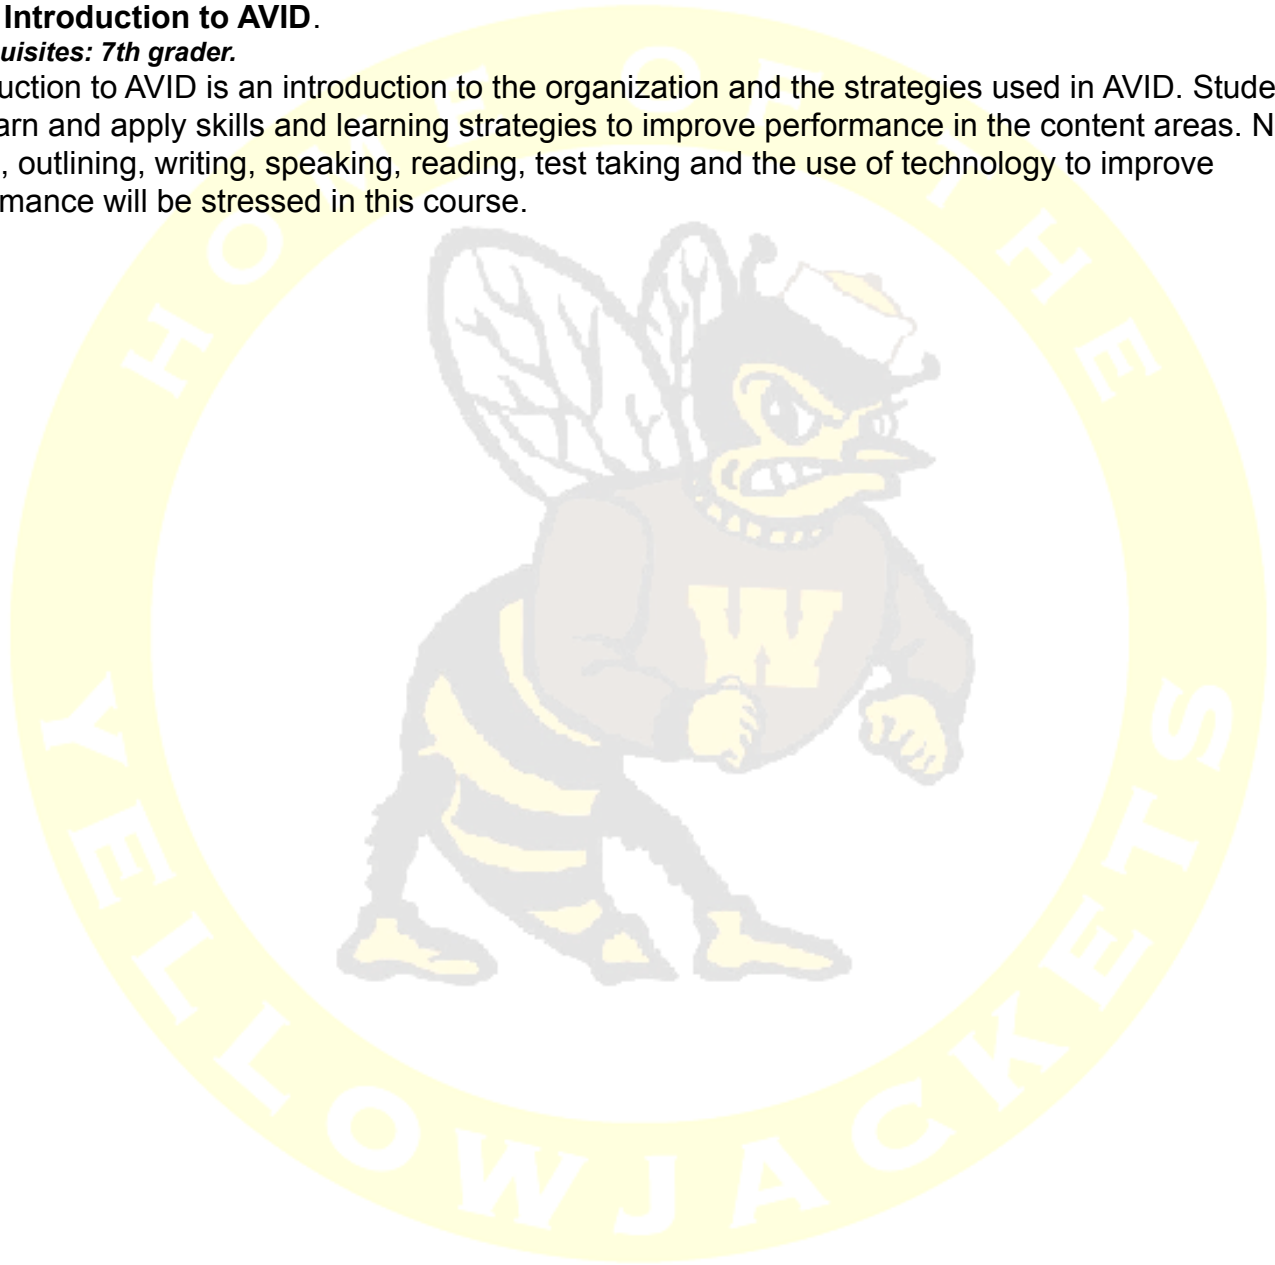 Introduction to AVID.
uisites: 7th grader.
uction to AVID is an introduction to the organization and the strategies used in AVID. Stude
arn and apply skills and learning strategies to improve performance in the content areas. N
, outlining, writing, speaking, reading, test taking and the use of technology to improve
mance will be stressed in this course.
HOME OF THE
W
YELLOWJACKETS